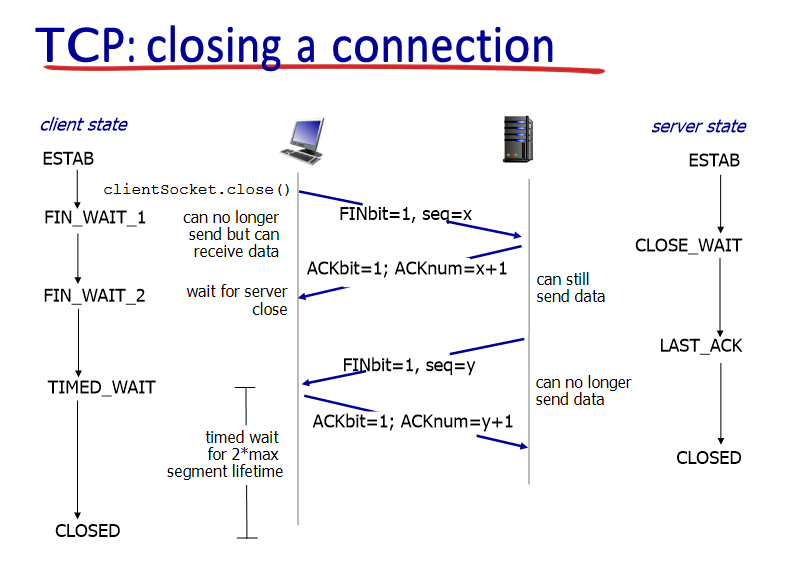 TCP: closing a connection
client state
server state
ESTAB
ESTAB
clientSocket.close()
FIN_WAIT_1
can no longer
send but can
receive data
FINbit=1, seq=x
CLOSE_WAIT
ACKbit=1; ACKnum=x+1
FIN_WAIT_2
wait for server
close
can still
send data
LAST_ACK
FINbit=1, seq=y
TIMED_WAIT
can no longer
send data
ACKbit=1; ACKnum=y+1
timed wait
for 2*max
segment lifetime
CLOSED
CLOSED